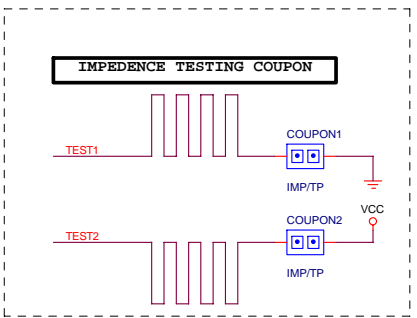 IMPEDENCE TESTING COUPON
COUPON1
TEST1
IMP/TP
VCC
COUPON2
TEST2
IMP/TP